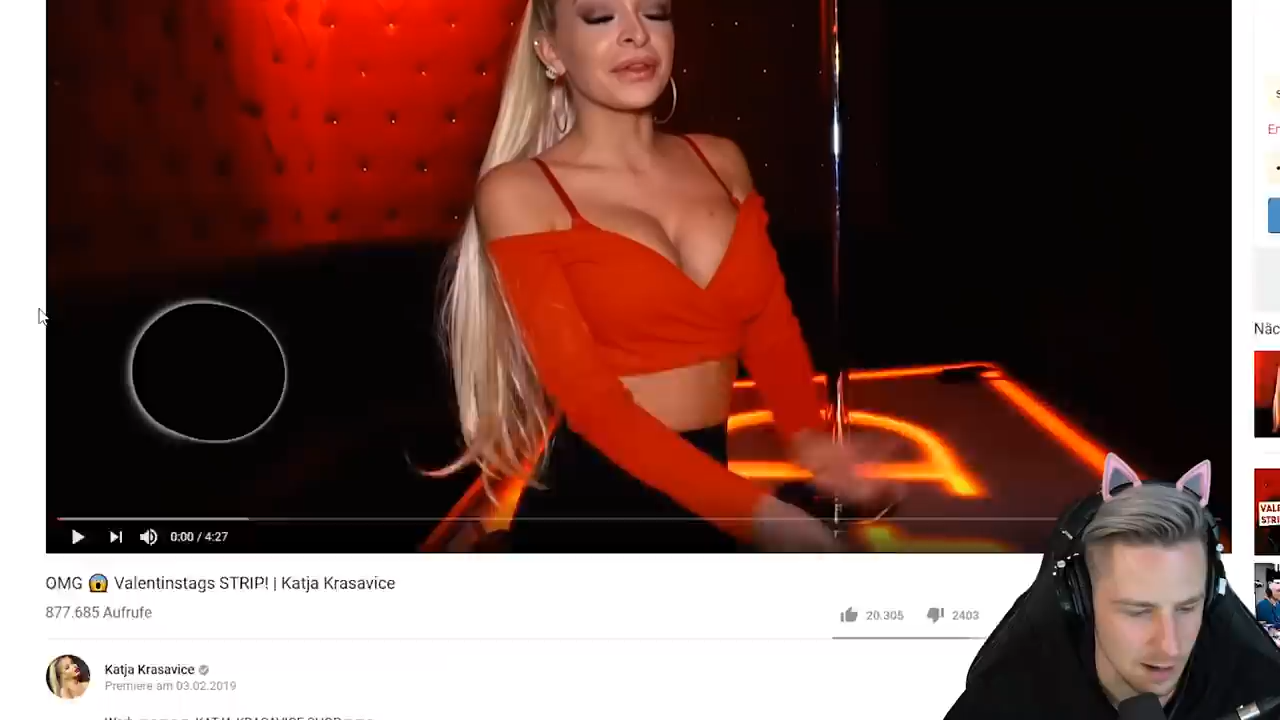 0:00 / 4:27
OMG 😱 Valentinstags STRIP! | Katja Krasavice
877.685 Aufrufe
20.305
2403
Katja Krasavice
Premiere am 03.02.2019
Näc